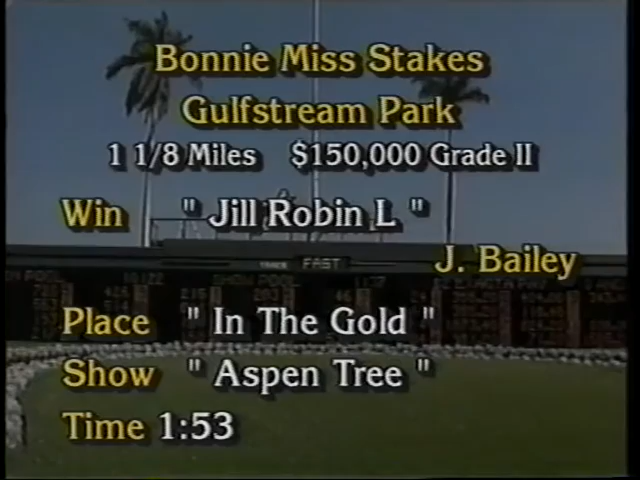 Bonnie Miss Stakes
Gulfstream Park
1 1/8 Miles $150,000 Grade II
Win " Jill Robin L "
J. Bailey
FAST
Place " In The Gold "
Show " Aspen Tree "
Time 1:53